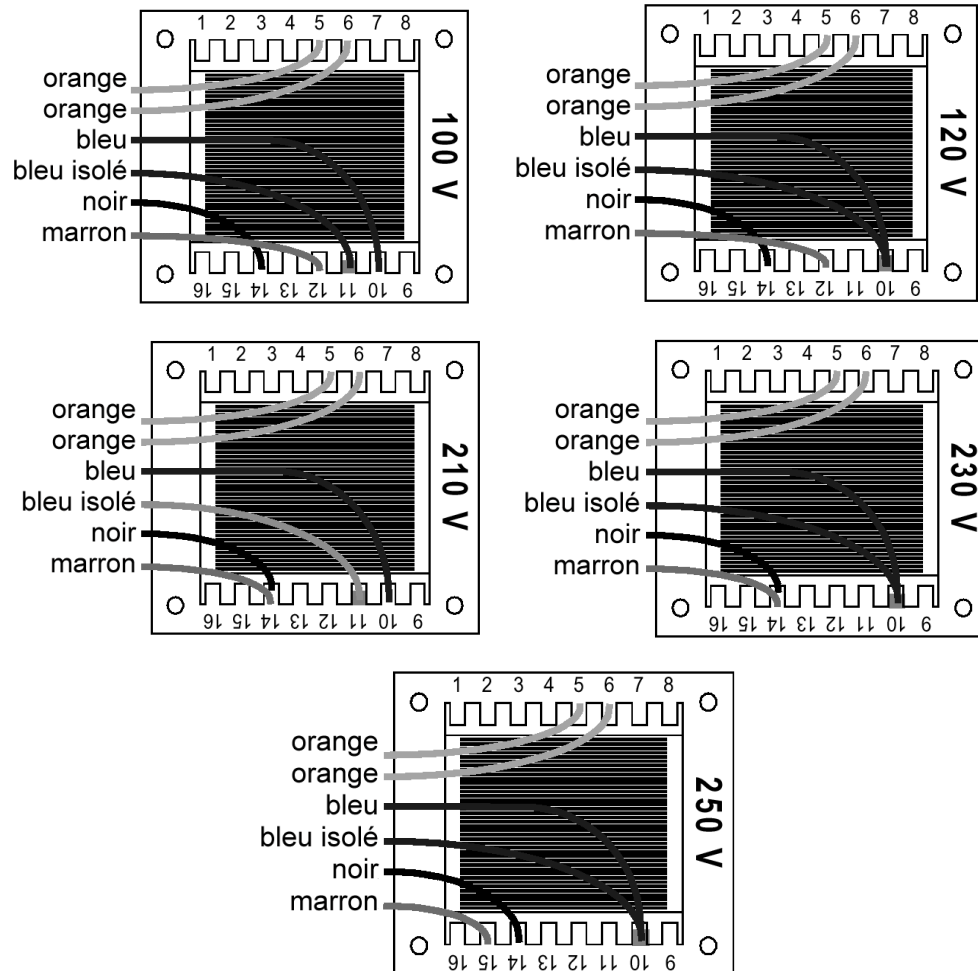 1 2 3 4 5 6 7 8
orange
orange
bleu
bleu isolé
noir
marron
16 15 14 13 12 11 10 9
100 V
1 2 3 4 5 6 7 8
orange
orange
bleu
bleu isolé
noir
marron
16 15 14 13 12 11 10 9
120 V
1 2 3 4 5 6 7 8
orange
orange
bleu
bleu isolé
noir
marron
16 15 14 13 12 11 10 9
210 V
1 2 3 4 5 6 7 8
orange
orange
bleu
bleu isolé
noir
marron
16 15 14 13 12 11 10 9
230 V
1 2 3 4 5 6 7 8
orange
orange
bleu
bleu isolé
noir
marron
16 15 14 13 12 11 10 9
250 V